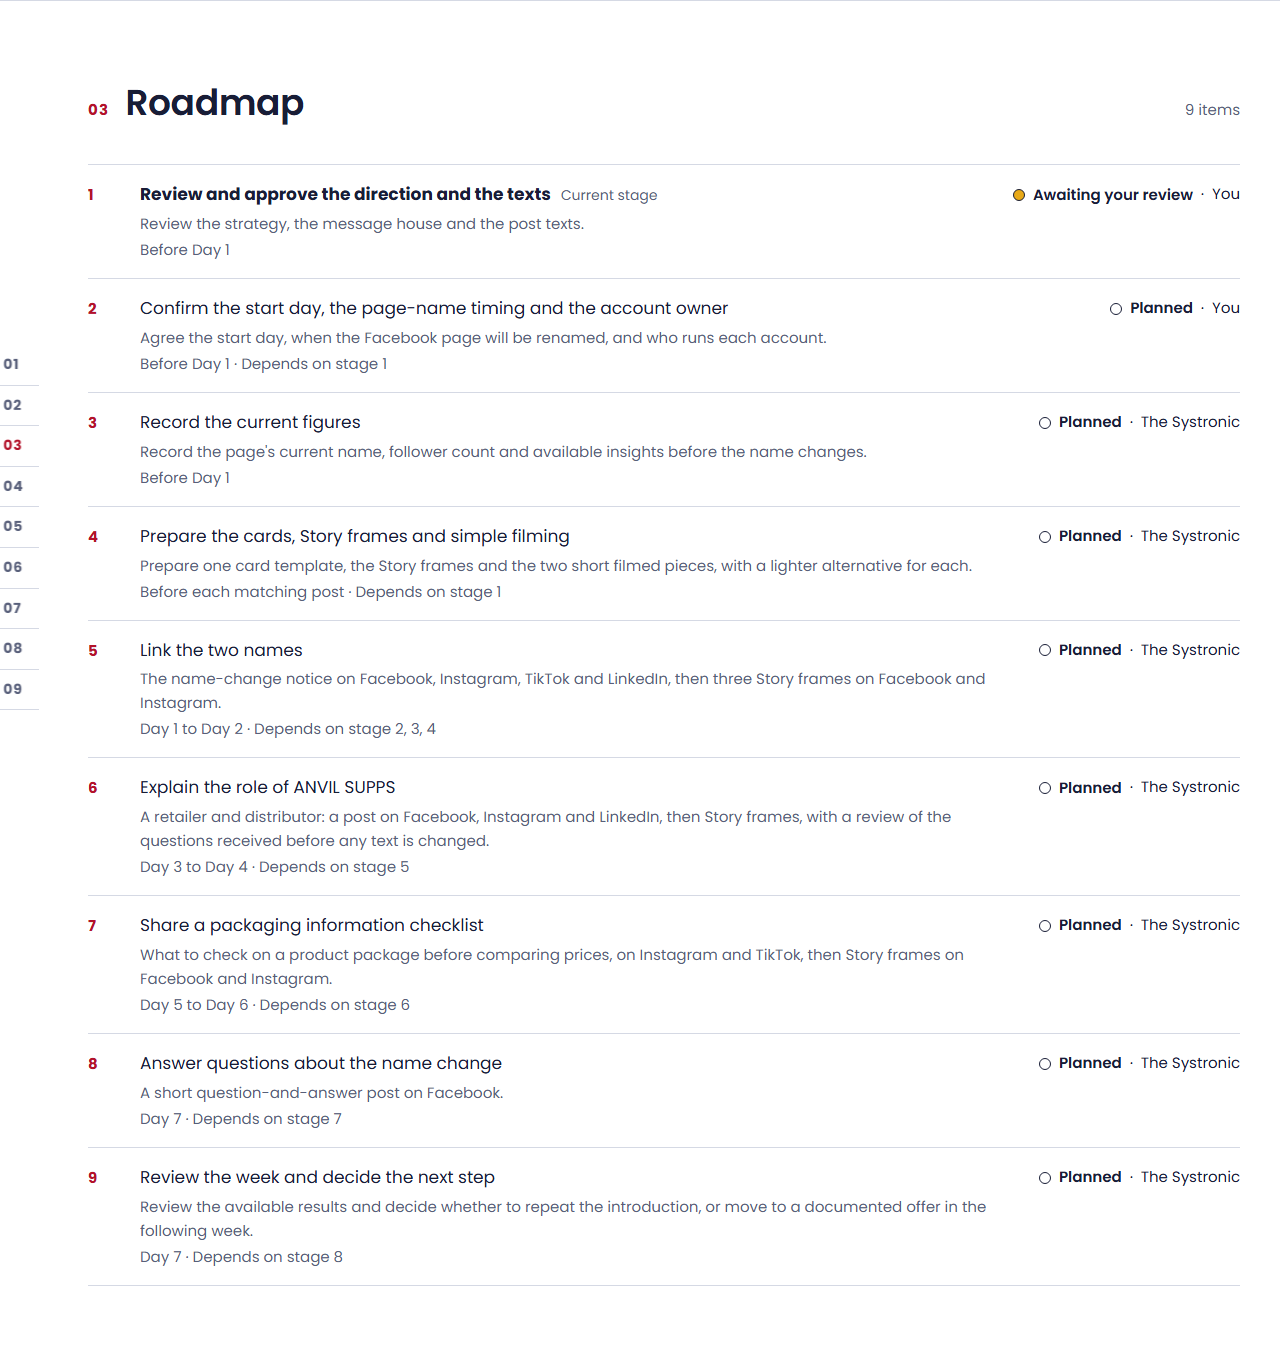 03 Roadmap
9 items
1 Review and approve the direction and the texts Current stage
Awaiting your review · You
Review the strategy, the message house and the post texts.
Before Day 1
2 Confirm the start day, the page-name timing and the account owner
Planned · You
Agree the start day, when the Facebook page will be renamed, and who runs each account.
Before Day 1 · Depends on stage 1
3 Record the current figures
Planned · The Systronic
Record the page's current name, follower count and available insights before the name changes.
Before Day 1
4 Prepare the cards, Story frames and simple filming
Planned · The Systronic
Prepare one card template, the Story frames and the two short filmed pieces, with a lighter alternative for each.
Before each matching post · Depends on stage 1
5 Link the two names
Planned · The Systronic
The name-change notice on Facebook, Instagram, TikTok and LinkedIn, then three Story frames on Facebook and
Instagram.
Day 1 to Day 2 · Depends on stage 2, 3, 4
6 Explain the role of ANVIL SUPPS
Planned · The Systronic
A retailer and distributor: a post on Facebook, Instagram and LinkedIn, then Story frames, with a review of the
questions received before any text is changed.
Day 3 to Day 4 · Depends on stage 5
7 Share a packaging information checklist
Planned · The Systronic
What to check on a product package before comparing prices, on Instagram and TikTok, then Story frames on
Facebook and Instagram.
Day 5 to Day 6 · Depends on stage 6
8 Answer questions about the name change
Planned · The Systronic
A short question-and-answer post on Facebook.
Day 7 · Depends on stage 7
9 Review the week and decide the next step
Planned · The Systronic
Review the available results and decide whether to repeat the introduction, or move to a documented offer in the
following week.
Day 7 · Depends on stage 8
01
02
03
04
05
06
07
08
09